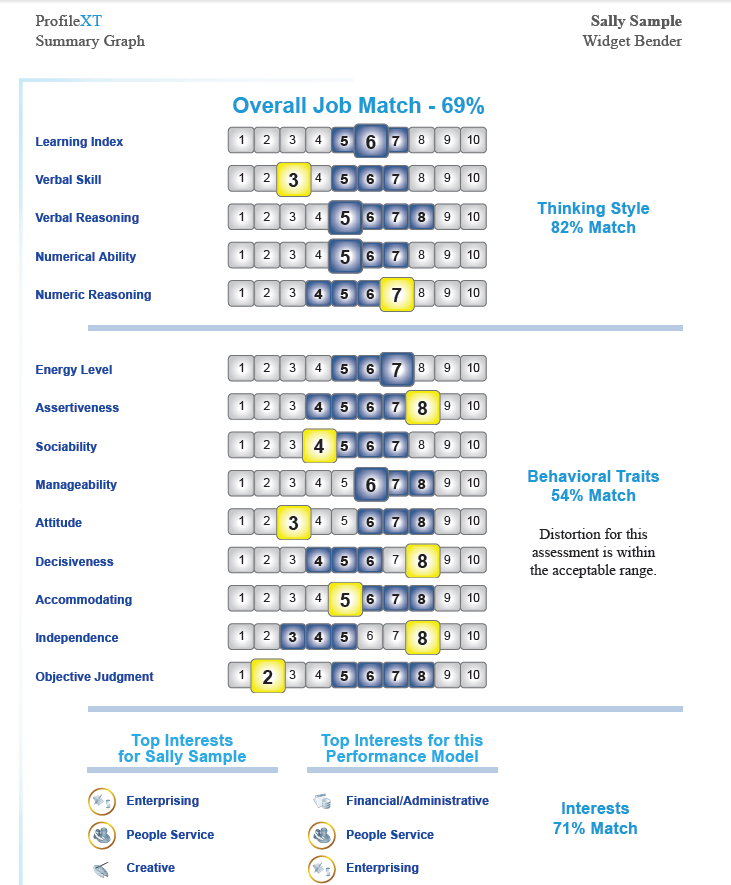 ProfileXT
Summary Graph
Sally Sample
Widget Bender
Overall Job Match - 69%
Learning Index 1 2 3 4 5 6 7 8 9 10
Verbal Skill 1 2 3 4 5 6 7 8 9 10
Verbal Reasoning 1 2 3 4 5 6 7 8 9 10
Numerical Ability 1 2 3 4 5 6 7 8 9 10
Numeric Reasoning 1 2 3 4 5 6 7 8 9 10
Thinking Style
82% Match
Energy Level 1 2 3 4 5 6 7 8 9 10
Assertiveness 1 2 3 4 5 6 7 8 9 10
Sociability 1 2 3 4 5 6 7 8 9 10
Manageability 1 2 3 4 5 6 7 8 9 10
Attitude 1 2 3 4 5 6 7 8 9 10
Decisiveness 1 2 3 4 5 6 7 8 9 10
Accommodating 1 2 3 4 5 6 7 8 9 10
Independence 1 2 3 4 5 6 7 8 9 10
Objective Judgment 1 2 3 4 5 6 7 8 9 10
Behavioral Traits
54% Match
Distortion for this
assessment is within
the acceptable range.
Top Interests
for Sally Sample
Enterprising
People Service
Creative
Top Interests for this
Performance Model
Financial/Administrative
People Service
Enterprising
Interests
71% Match